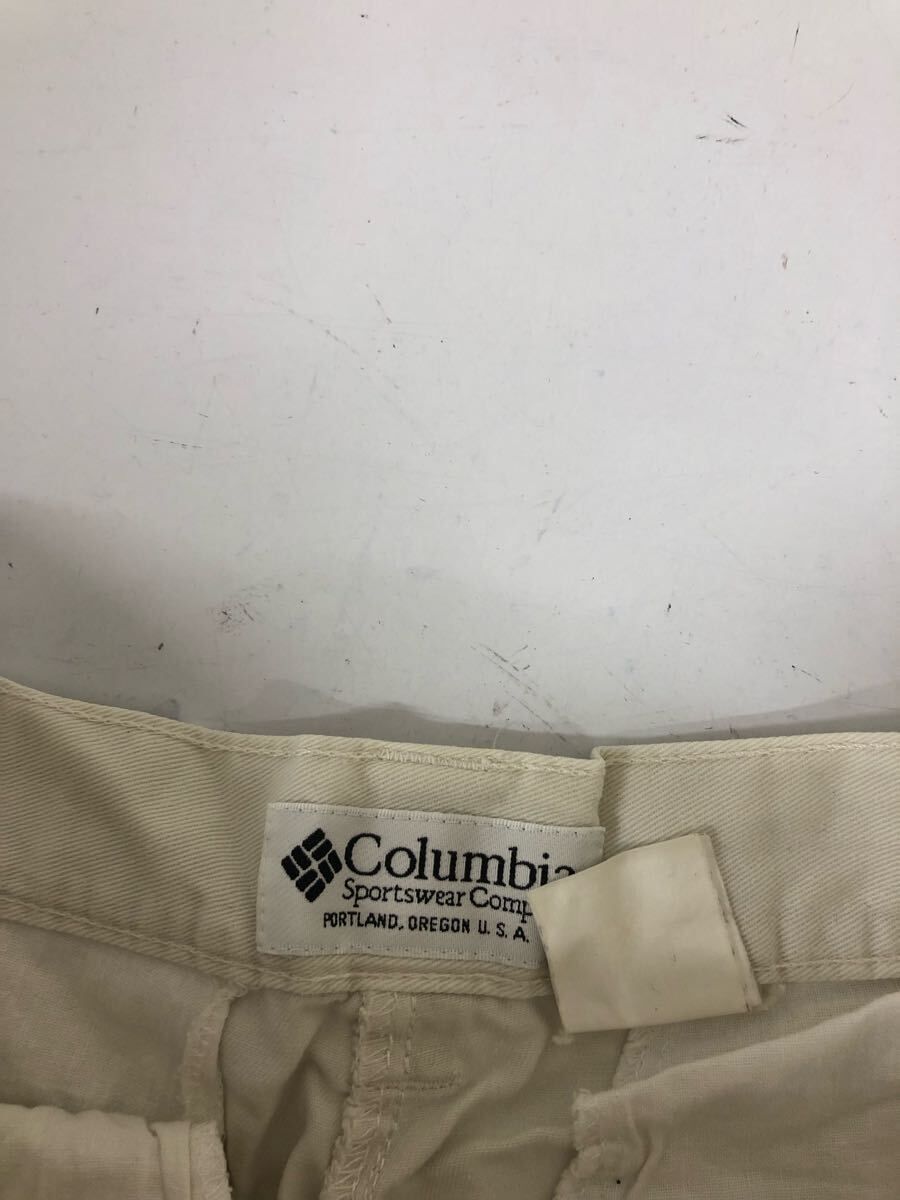 Columbia
Sportswear Comp
PORTLAND, OREGON U. S. A.